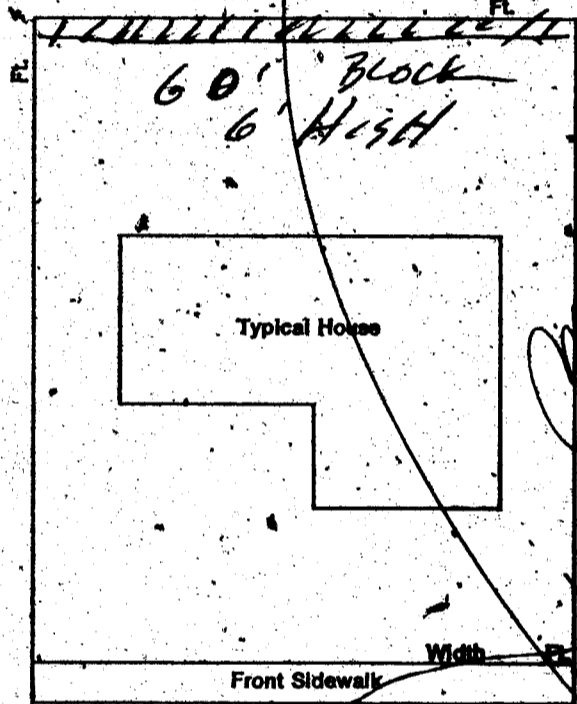 Ft.
Ft.
60' BLOCK
6' HIGH
Typical House
Width Ft.
Front Sidewalk